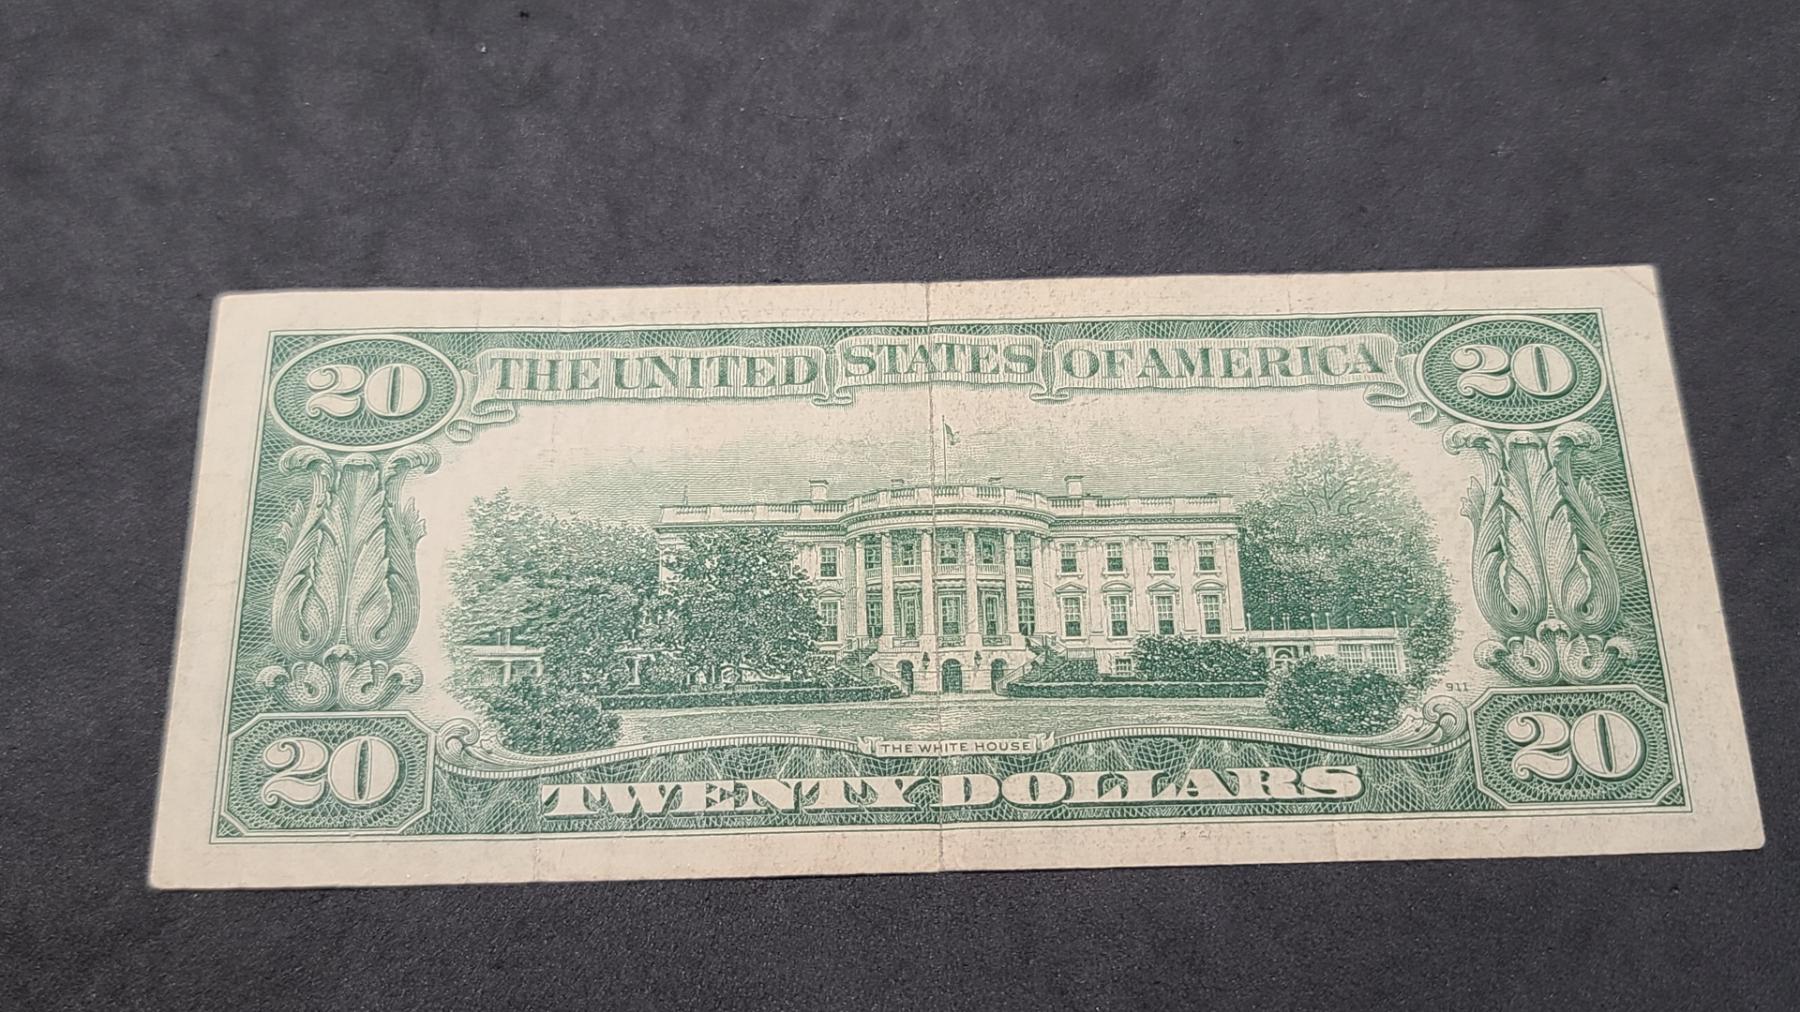 20 THE UNITED STATES OF AMERICA 20
911
THE WHITE HOUSE
20 TWENTY DOLLARS 20